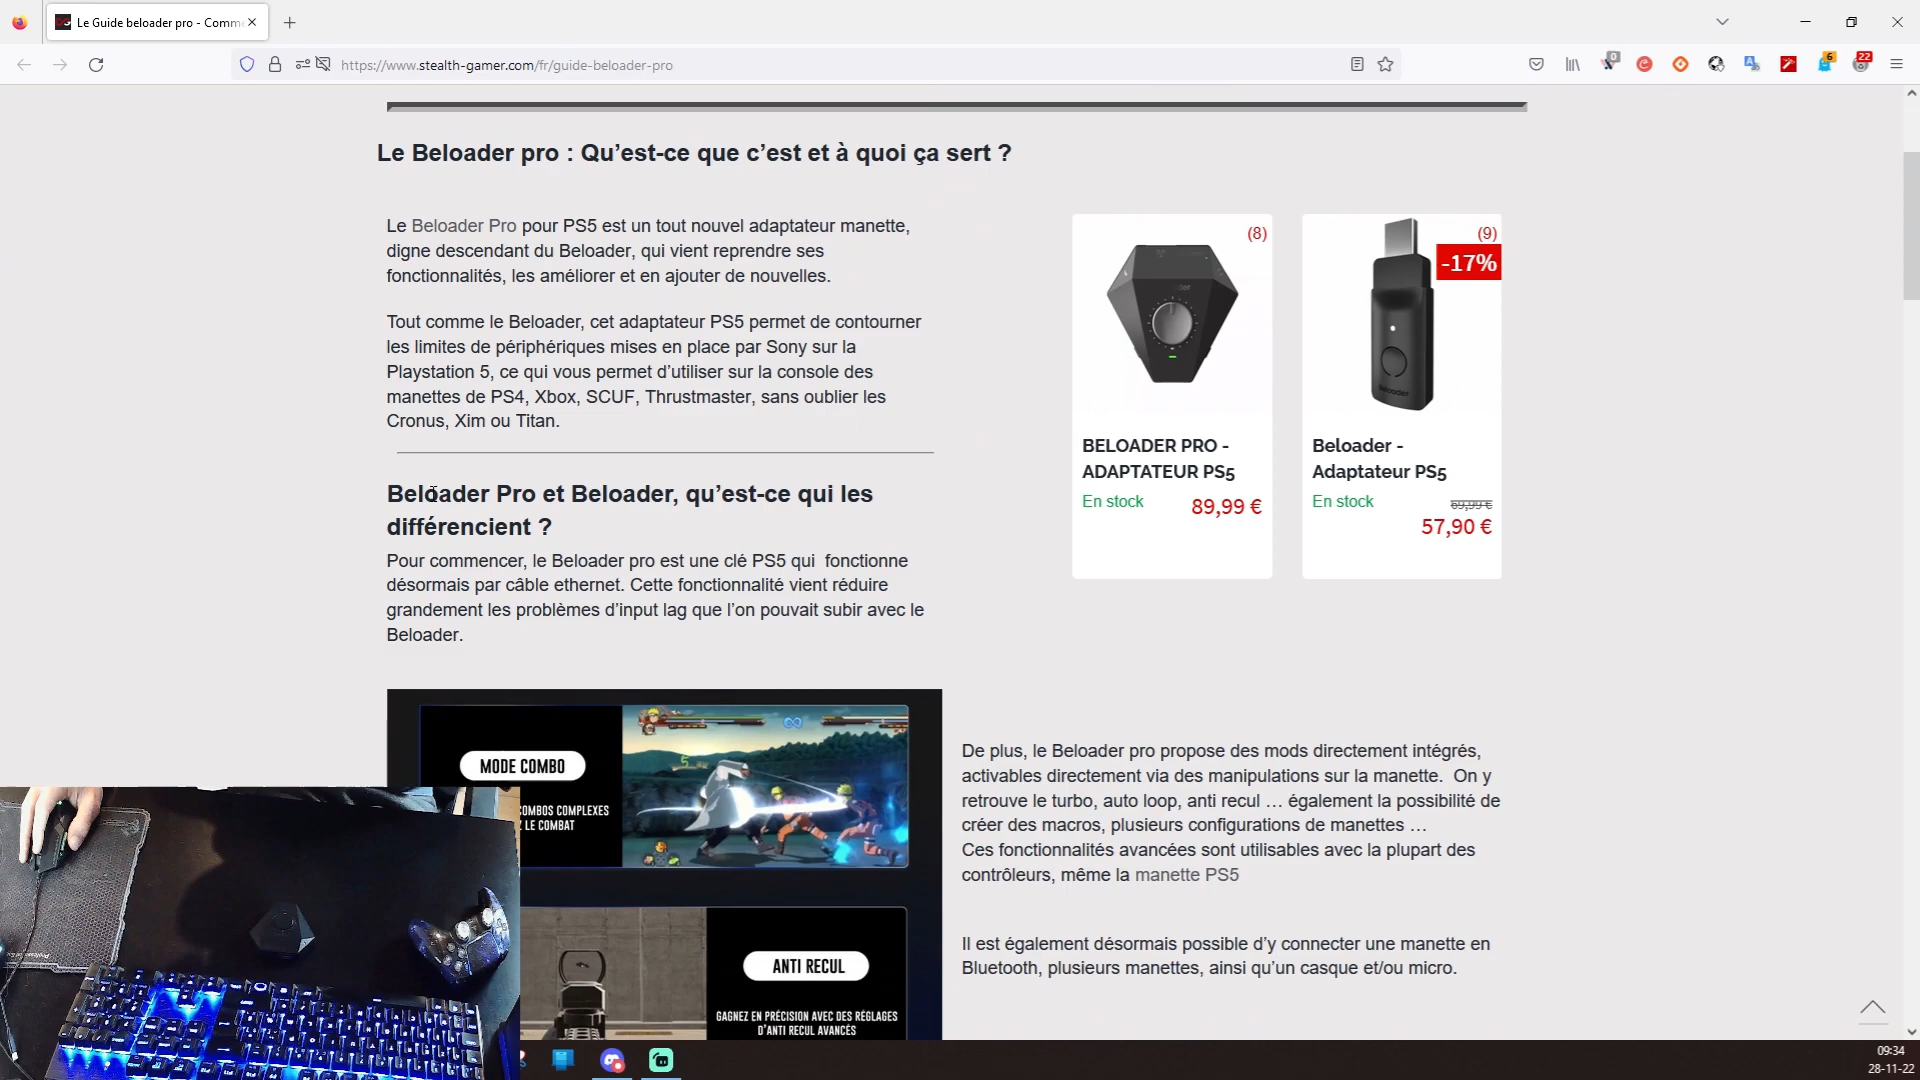 Le Guide beloader pro - Comme
https://www.stealth-gamer.com/fr/guide-beloader-pro
0
6
22
Le Beloader pro : Qu’est-ce que c’est et à quoi ça sert ?
Le Beloader Pro pour PS5 est un tout nouvel adaptateur manette,
digne descendant du Beloader, qui vient reprendre ses
fonctionnalités, les améliorer et en ajouter de nouvelles.
Tout comme le Beloader, cet adaptateur PS5 permet de contourner
les limites de périphériques mises en place par Sony sur la
Playstation 5, ce qui vous permet d’utiliser sur la console des
manettes de PS4, Xbox, SCUF, Thrustmaster, sans oublier les
Cronus, Xim ou Titan.
(8)
BELOADER PRO -
ADAPTATEUR PS5
En stock
89,99 €
(9)
-17%
Beloader
Beloader -
Adaptateur PS5
En stock
69,99 €
57,90 €
Beloader Pro et Beloader, qu’est-ce qui les
différencient ?
Pour commencer, le Beloader pro est une clé PS5 qui  fonctionne
désormais par câble ethernet. Cette fonctionnalité vient réduire
grandement les problèmes d’input lag que l’on pouvait subir avec le
Beloader.
MODE COMBO
COMBOS COMPLEXES
LE COMBAT
5
De plus, le Beloader pro propose des mods directement intégrés,
activables directement via des manipulations sur la manette.  On y
retrouve le turbo, auto loop, anti recul … également la possibilité de
créer des macros, plusieurs configurations de manettes …
Ces fonctionnalités avancées sont utilisables avec la plupart des
contrôleurs, même la manette PS5
ANTI RECUL
GAGNEZ EN PRÉCISION AVEC DES RÉGLAGES
D'ANTI RECUL AVANCÉS
Il est également désormais possible d’y connecter une manette en
Bluetooth, plusieurs manettes, ainsi qu’un casque et/ou micro.
09:34
28-11-22